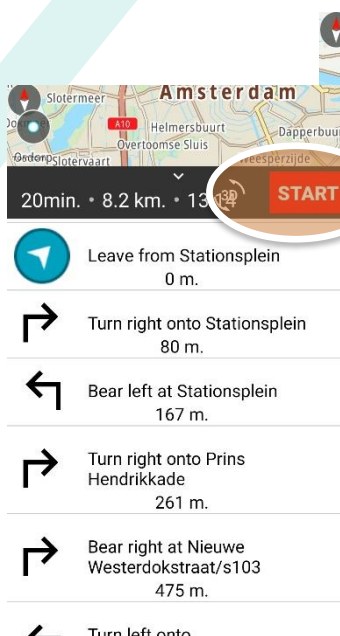 Amsterdam
Slotermeer
A10
Helmersbuurt
Overtoomse Sluis
Dapperbuu
Osdorp
Slotervaart
Weesperzijde
20min. • 8.2 km. • 13:14
3D
START
Leave from Stationsplein
0 m.
Turn right onto Stationsplein
80 m.
Bear left at Stationsplein
167 m.
Turn right onto Prins
Hendrikkade
261 m.
Bear right at Nieuwe
Westerdokstraat/s103
475 m.
Turn left onto